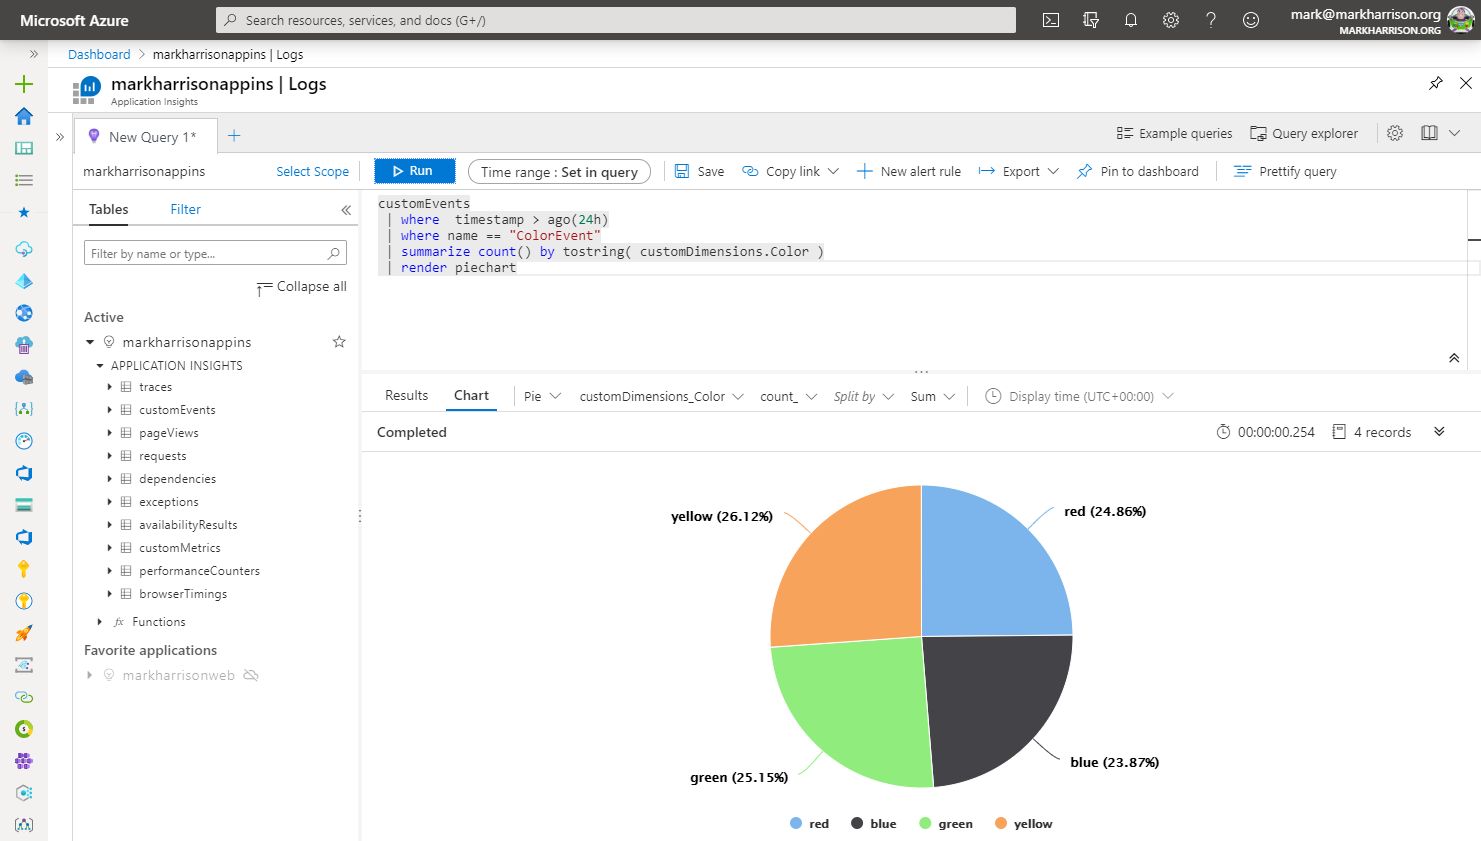 Microsoft Azure
Search resources, services, and docs (G+/)
mark@markharrison.org
MARKHARRISON.ORG
Dashboard > markharrisonappins | Logs
markharrisonappins | Logs
Application Insights
New Query 1*
Example queries
Query explorer
markharrisonappins
Select Scope
Run
Time range : Set in query
Save
Copy link
New alert rule
Export
Pin to dashboard
Prettify query
Tables
Filter
Filter by name or type...
Collapse all
Active
markharrisonappins
APPLICATION INSIGHTS
traces
customEvents
pageViews
requests
dependencies
exceptions
availabilityResults
customMetrics
performanceCounters
browserTimings
fx Functions
Favorite applications
markharrisonweb
customEvents
| where  timestamp > ago(24h)
| where name == "ColorEvent"
| summarize count() by tostring( customDimensions.Color )
| render piechart
Results
Chart
Pie
customDimensions_Color
count_
Split by
Sum
Display time (UTC+00:00)
Completed
00:00:00.254
4 records
yellow (26.12%)
red (24.86%)
green (25.15%)
blue (23.87%)
red
blue
green
yellow